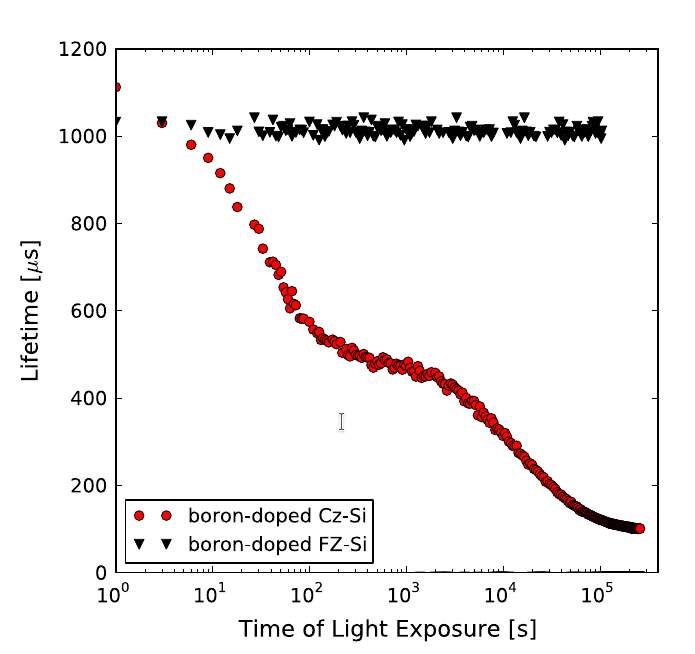 1200
1000
800
600
400
200
0
Lifetime [μs]
boron-doped Cz-Si
boron-doped FZ-Si
10⁰ 10¹ 10² 10³ 10⁴ 10⁵
Time of Light Exposure [s]